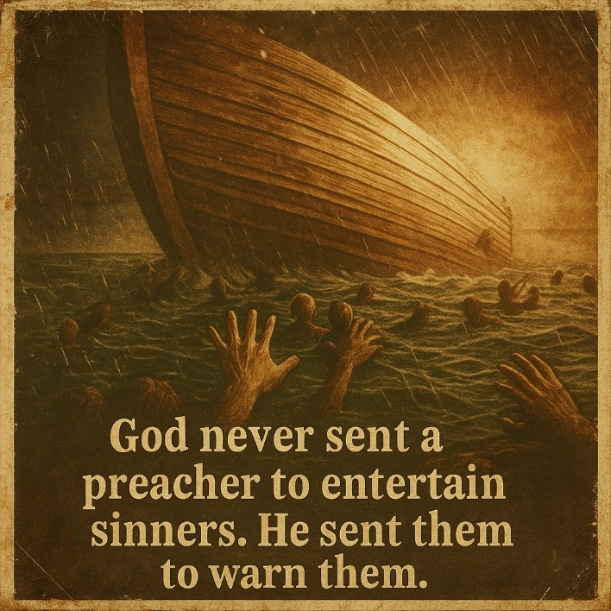 God never sent a
preacher to entertain
sinners. He sent them
to warn them.